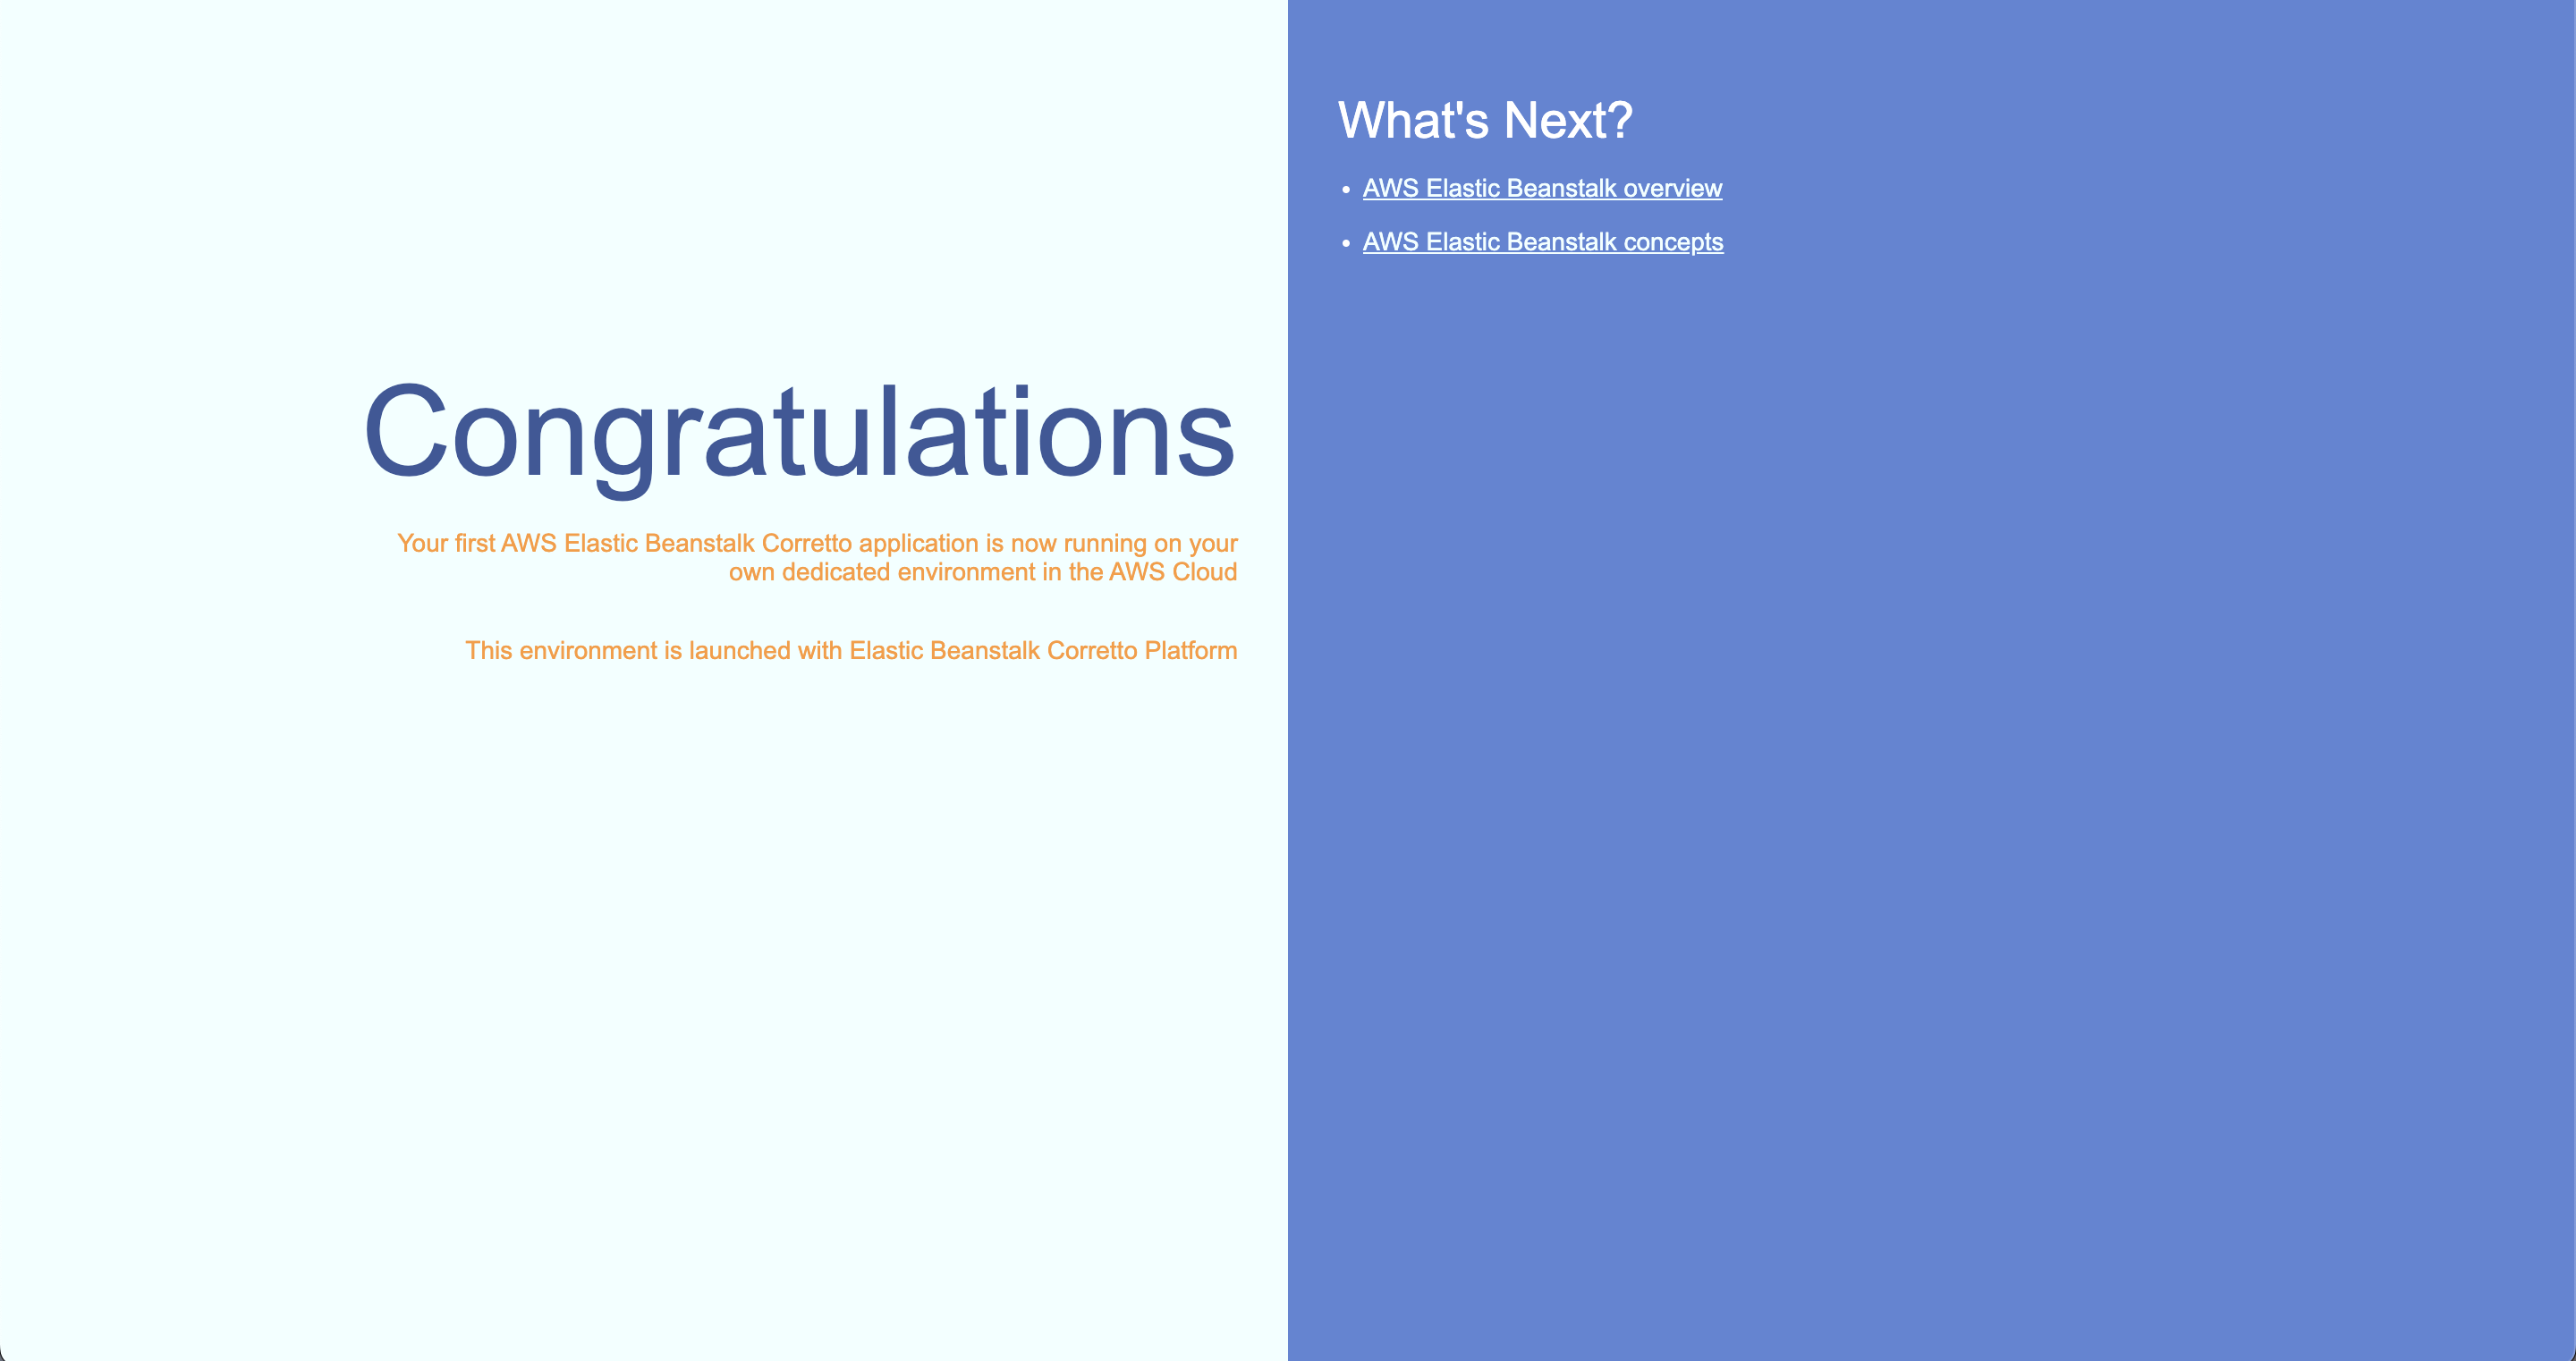 Congratulations
Your first AWS Elastic Beanstalk Corretto application is now running on your
own dedicated environment in the AWS Cloud
This environment is launched with Elastic Beanstalk Corretto Platform
What's Next?
AWS Elastic Beanstalk overview
AWS Elastic Beanstalk concepts